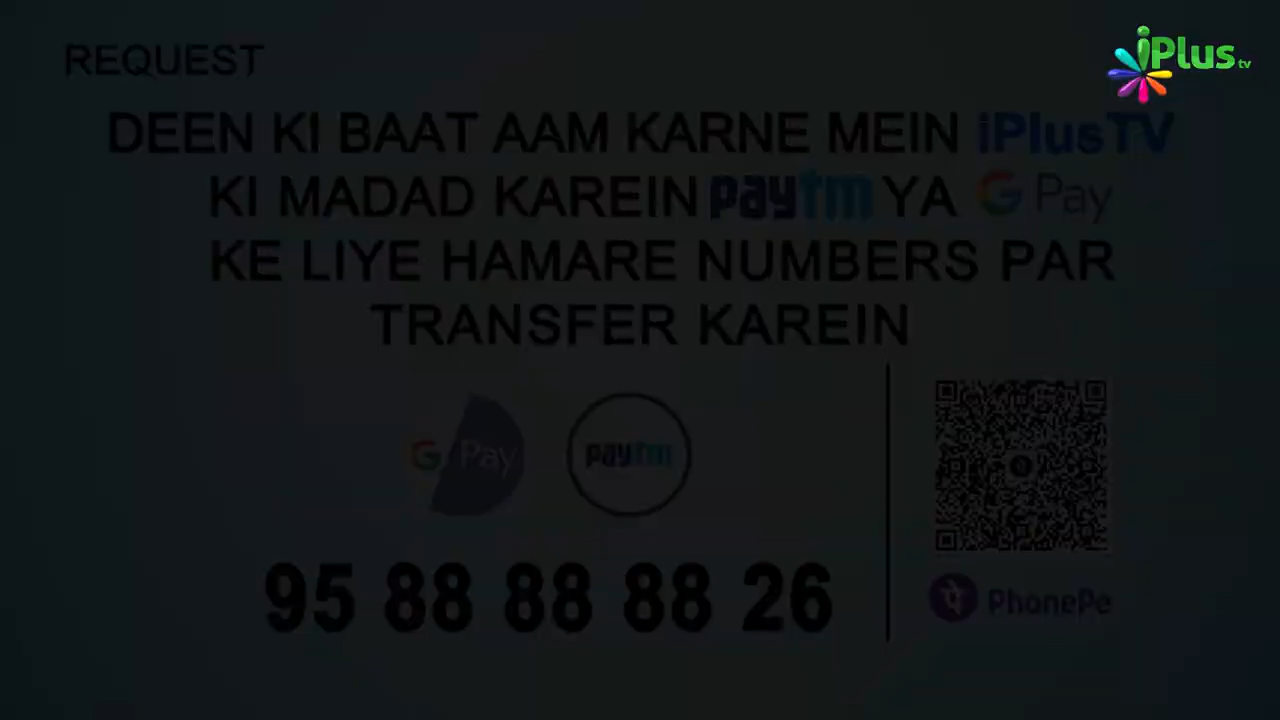 iPlus tv
REQUEST
DEEN KI BAAT AAM KARNE MEIN iPlusTV
KI MADAD KAREIN paytm YA G Pay
KE LIYE HAMARE NUMBERS PAR
TRANSFER KAREIN
G Pay
paytm
95 88 88 88 26
PhonePe